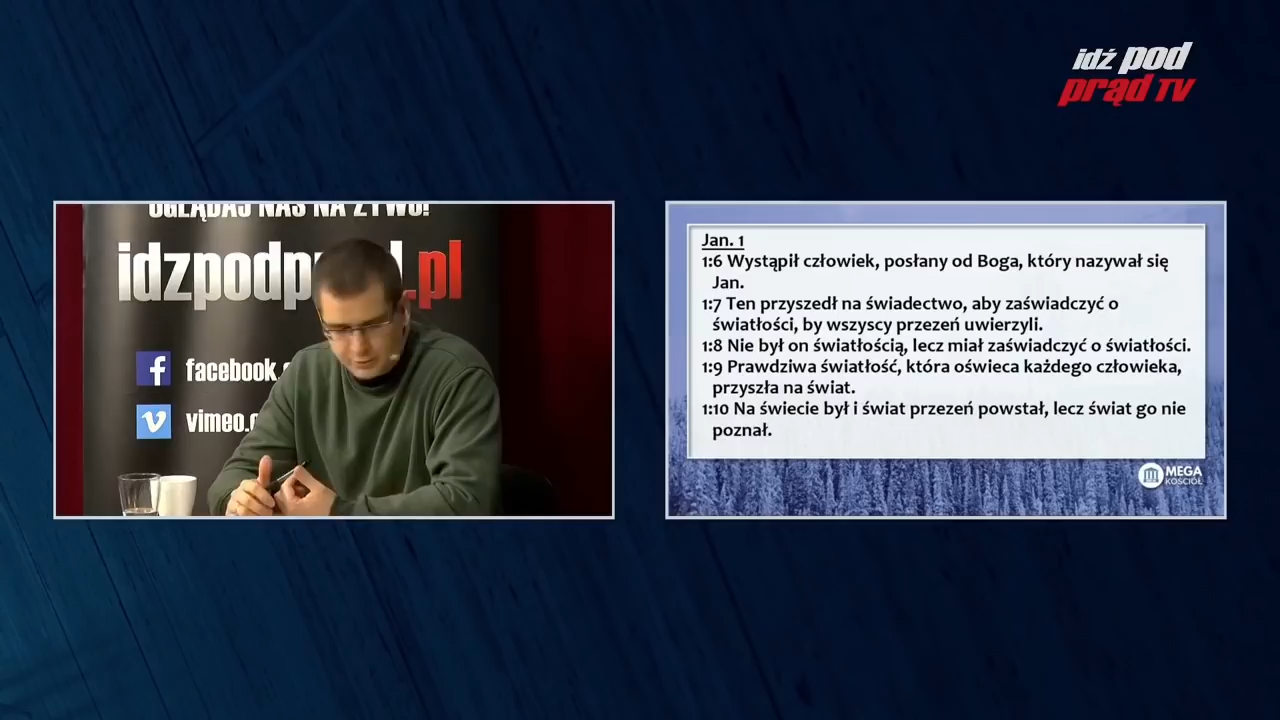 idź pod
prąd TV
OGLĄDAJ NAS NA ŻYWO!
.pl
facebook.
vimeo.
Jan. 1
1:6 Wystąpił człowiek, posłany od Boga, który nazywał się
Jan.
1:7 Ten przyszedł na świadectwo, aby zaświadczyć o
światłości, by wszyscy przezeń uwierzyli.
1:8 Nie był on światłością, lecz miał zaświadczyć o światłości.
1:9 Prawdziwa światłość, która oświeca każdego człowieka,
przyszła na świat.
1:10 Na świecie był i świat przezeń powstał, lecz świat go nie
poznał.
MEGA
KOŚCIÓŁ